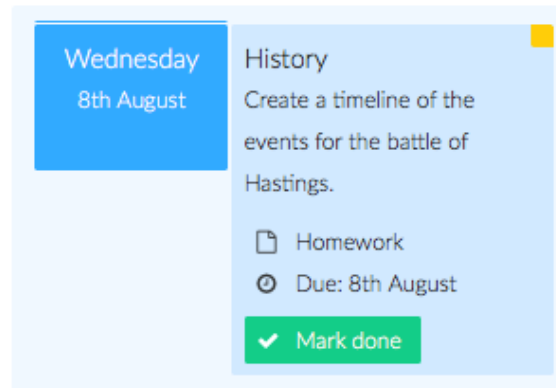 Wednesday
8th August
History
Create a timeline of the
events for the battle of
Hastings.
Homework
Due: 8th August
Mark done